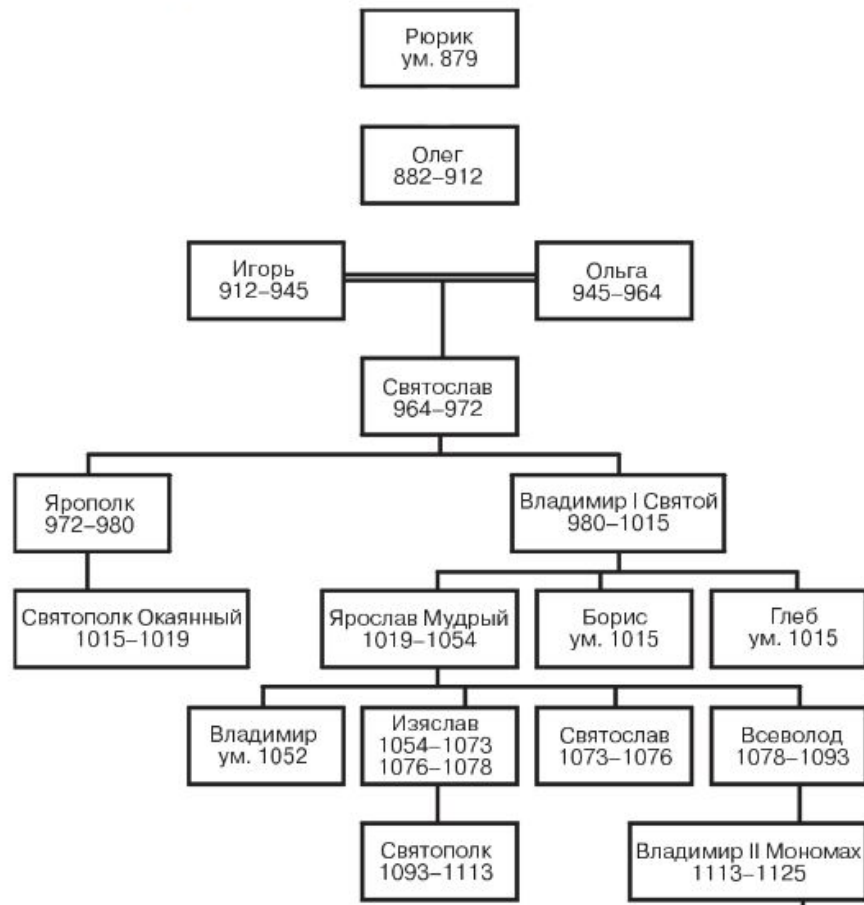 Рюрик
ум. 879
Олег
882–912
Игорь
912–945
Ольга
945–964
Святослав
964–972
Ярополк
972–980
Владимир I Святой
980–1015
Святополк Окаянный
1015–1019
Ярослав Мудрый
1019–1054
Борис
ум. 1015
Глеб
ум. 1015
Владимир
ум. 1052
Изяслав
1054–1073
1076–1078
Святослав
1073–1076
Всеволод
1078–1093
Святополк
1093–1113
Владимир II Мономах
1113–1125